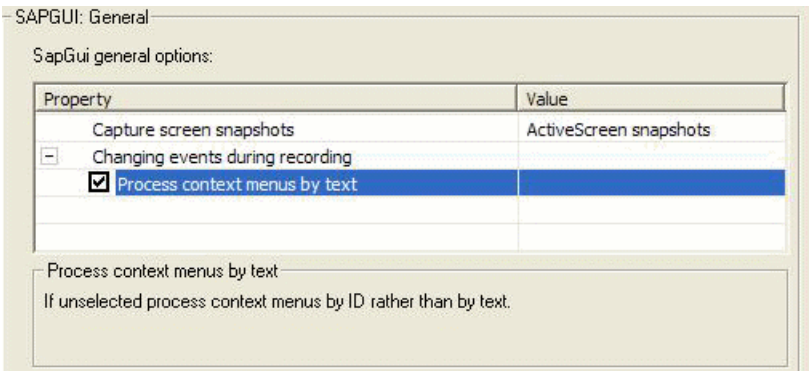 SAPGUI: General
SapGui general options:
Property Value
Capture screen snapshots ActiveScreen snapshots
Changing events during recording
Process context menus by text
Process context menus by text
If unselected process context menus by ID rather than by text.